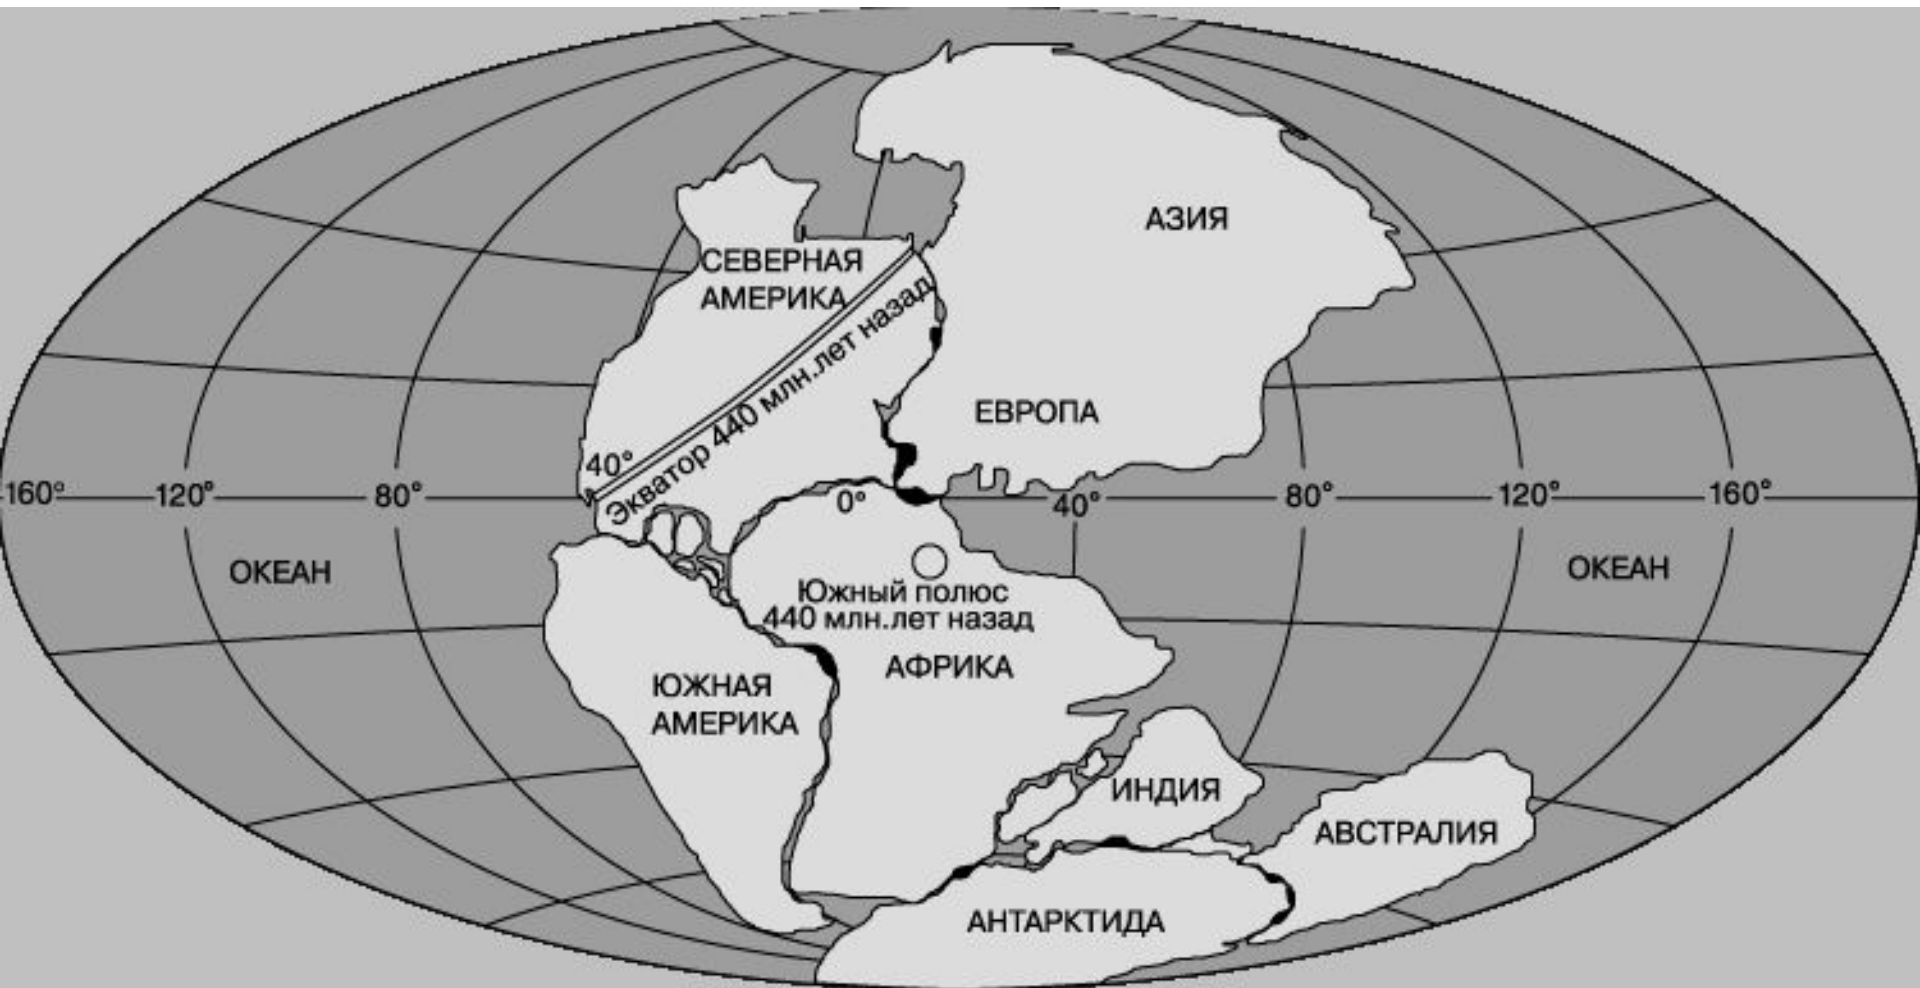 АЗИЯ
СЕВЕРНАЯ
АМЕРИКА
Экватор 440 млн.лет назад
ЕВРОПА
40°
160° 120° 80° 0° 40° 80° 120° 160°
ОКЕАН
ОКЕАН
Южный полюс
440 млн.лет назад
АФРИКА
ЮЖНАЯ
АМЕРИКА
ИНДИЯ
АВСТРАЛИЯ
АНТАРКТИДА